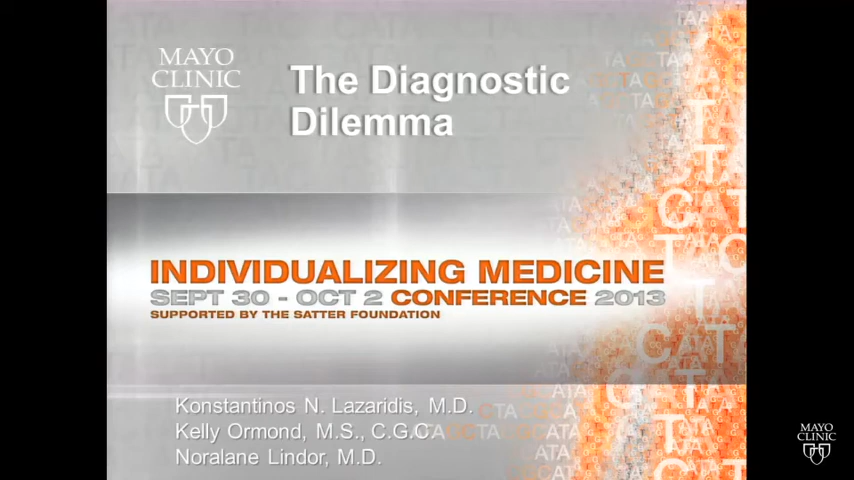 MAYO
CLINIC
The Diagnostic
Dilemma
INDIVIDUALIZING MEDICINE
SEPT 30 - OCT 2 CONFERENCE 2013
SUPPORTED BY THE SATTER FOUNDATION
Konstantinos N. Lazaridis, M.D.
Kelly Ormond, M.S., C.G.C.
Noralane Lindor, M.D.
MAYO
CLINIC